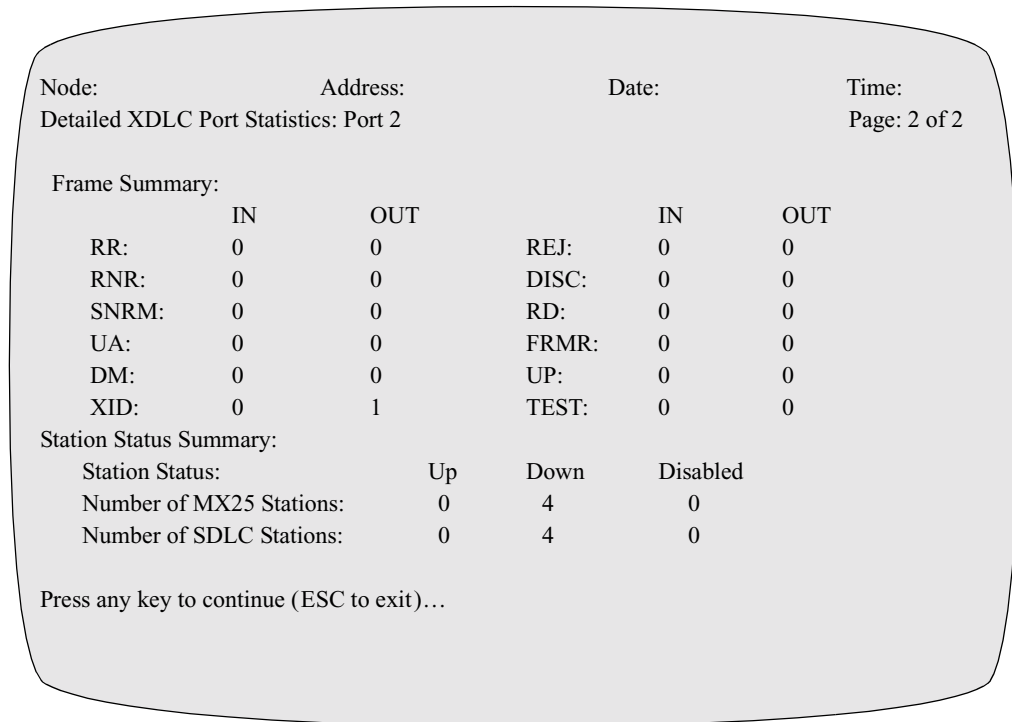 Node: Address: Date: Time:
Detailed XDLC Port Statistics: Port 2 Page: 2 of 2
Frame Summary:
IN OUT IN OUT
RR: 0 0 REJ: 0 0
RNR: 0 0 DISC: 0 0
SNRM: 0 0 RD: 0 0
UA: 0 0 FRMR: 0 0
DM: 0 0 UP: 0 0
XID: 0 1 TEST: 0 0
Station Status Summary:
Station Status: Up Down Disabled
Number of MX25 Stations: 0 4 0
Number of SDLC Stations: 0 4 0
Press any key to continue (ESC to exit)…